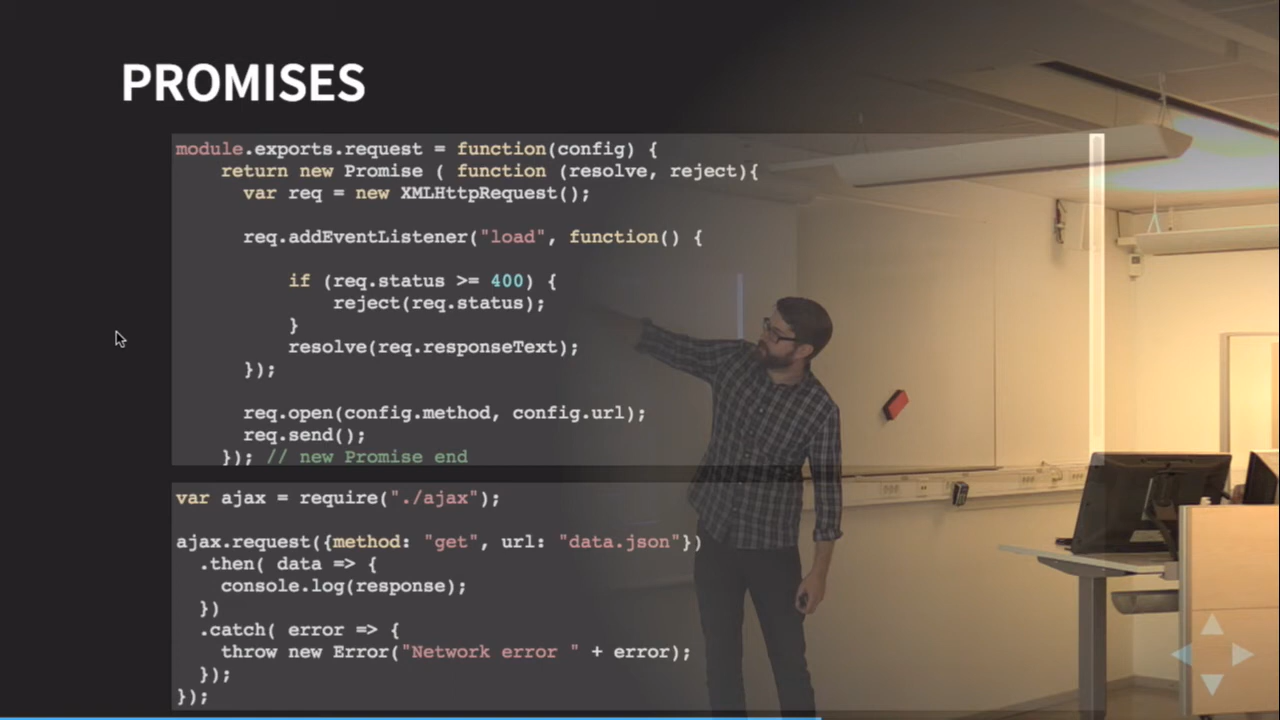 PROMISES
module.exports.request = function(config) {
return new Promise ( function (resolve, reject){
var req = new XMLHttpRequest();
req.addEventListener("load", function() {
if (req.status >= 400) {
reject(req.status);
}
resolve(req.responseText);
});
req.open(config.method, config.url);
req.send();
}); // new Promise end
var ajax = require("./ajax");
ajax.request({method: "get", url: "data.json"})
.then( data => {
console.log(response);
})
.catch( error => {
throw new Error("Network error " + error);
});
});